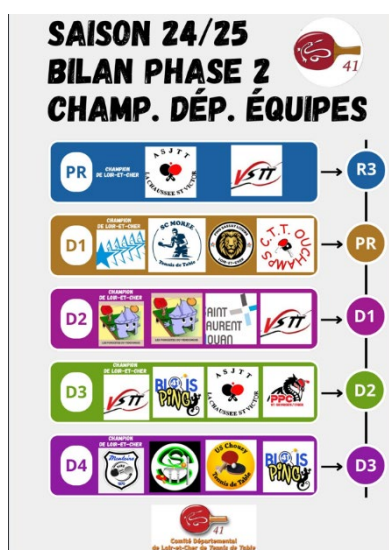 SAISON 24/25
BILAN PHASE 2
CHAMP. DÉP. ÉQUIPES
41
PR
CHAMPION
DE LOIR-ET-CHER
ASJTT
LA CHAUSSEE ST VICTOR
VSTT
R3
D1
CHAMPION
DE LOIR-ET-CHER
SC MORÉE
Tennis de Table
C.T.T. OUCHAMPS
PR
D2
CHAMPION
DE LOIR-ET-CHER
AINT
AURENT
OUAN
VSTT
D1
D3
CHAMPION
DE LOIR-ET-CHER
VSTT
BLOIS
PING
ASJTT
LA CHAUSSEE ST VICTOR
PPC
D2
D4
CHAMPION
DE LOIR-ET-CHER
US Chouzy
Tennis de Table
BLOIS
PING
D3
41
Comité Départemental
de Loir-et-Cher de Tennis de Table